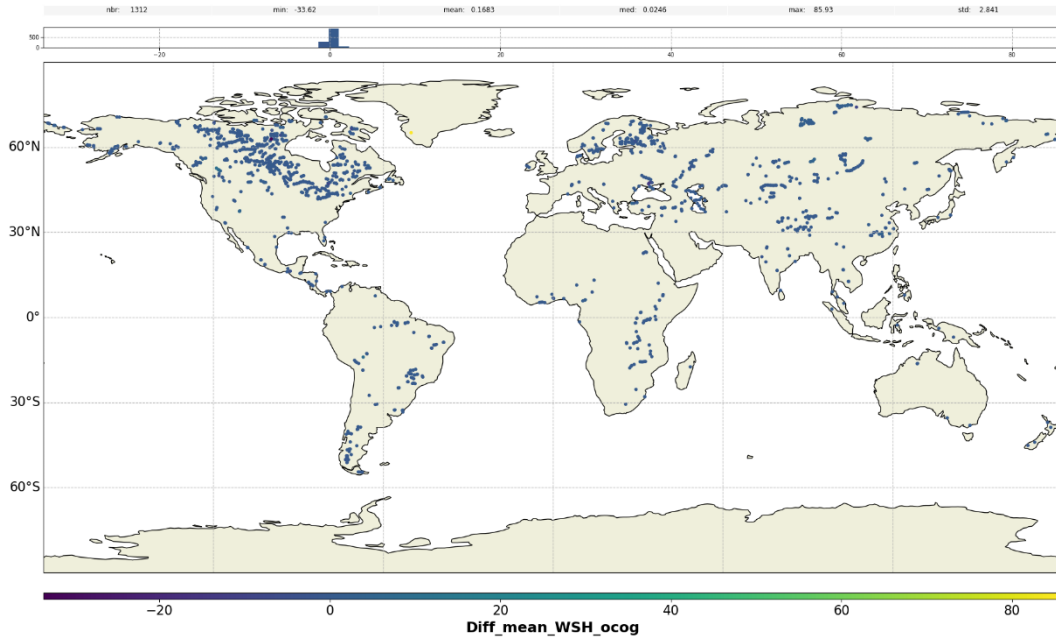 nbr: 1312 min: -33.62 mean: 0.1683 med: 0.0246 max: 85.93 std: 2.841
500
0
−20 0 20 40 60 80
60°N
30°N
0°
30°S
60°S
−20 0 20 40 60 80
Diff_mean_WSH_ocog